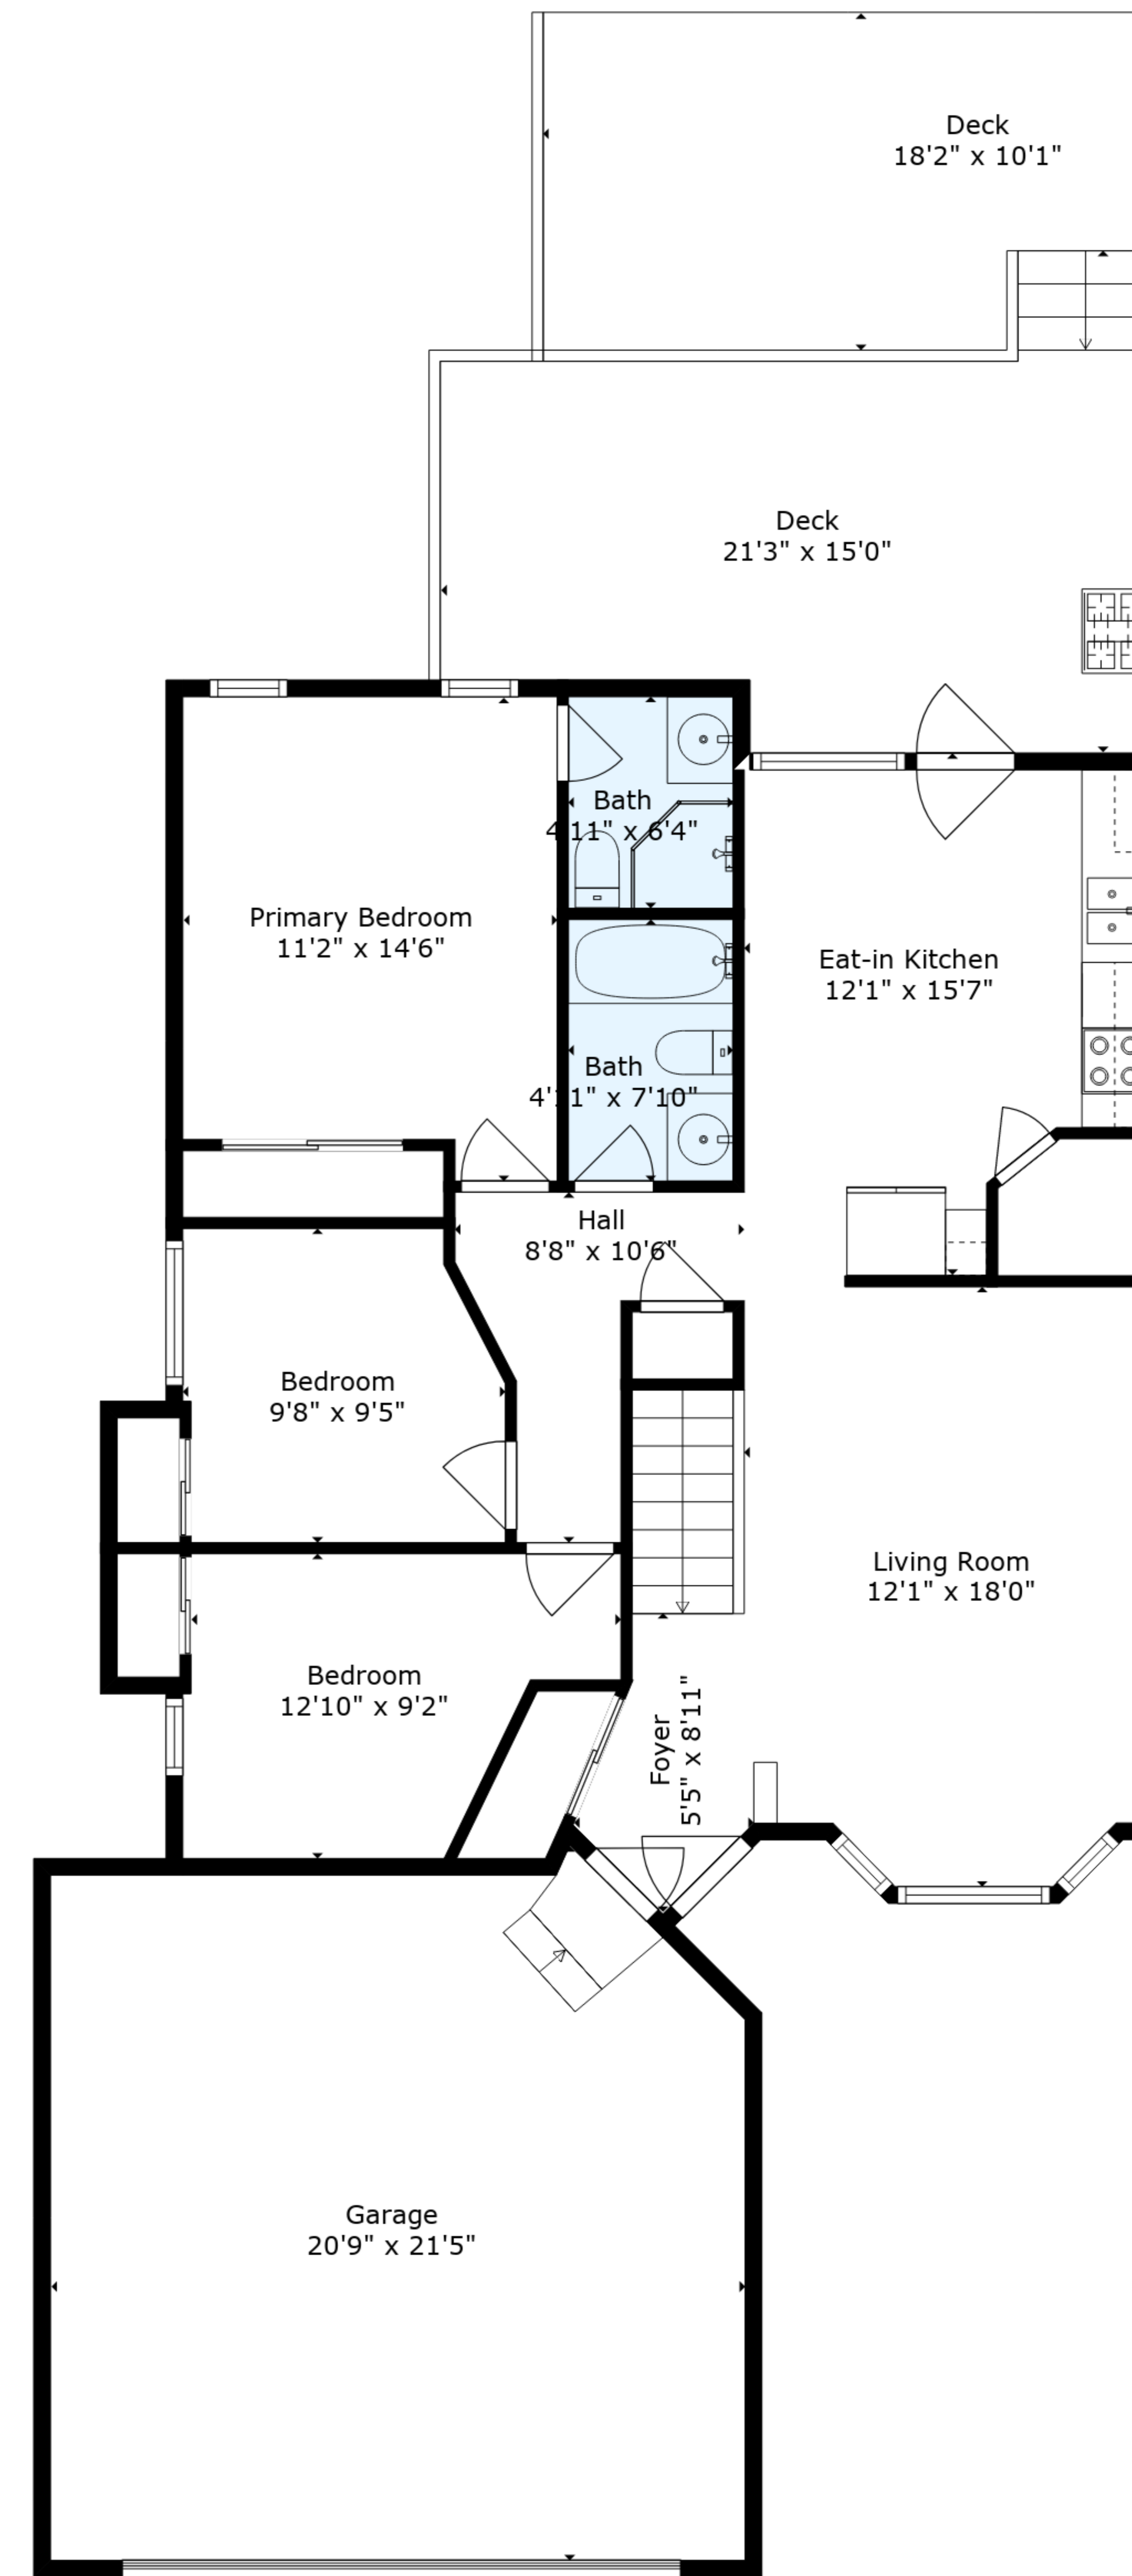 Deck
18'2" x 10'1"
Deck
21'3" x 15'0"
Bath
4'11" x 6'4"
Primary Bedroom
11'2" x 14'6"
Eat-in Kitchen
12'1" x 15'7"
Bath
4'11" x 7'10"
Hall
8'8" x 10'6"
Bedroom
9'8" x 9'5"
Living Room
12'1" x 18'0"
Bedroom
12'10" x 9'2"
Foyer
5'5" x 8'11"
Garage
20'9" x 21'5"